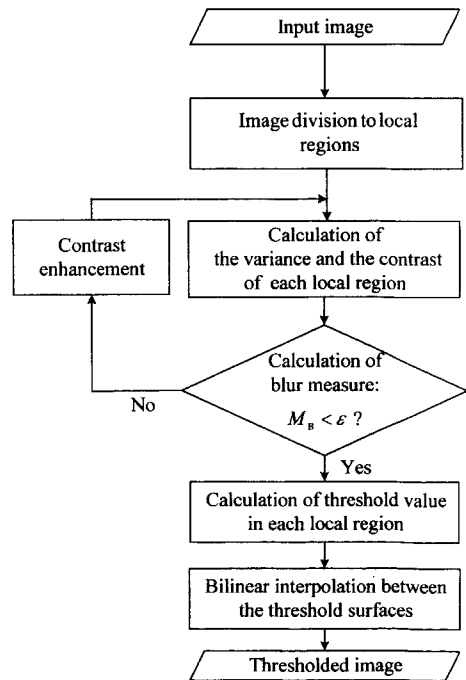 Input image
Image division to local
regions
Calculation of
the variance and the contrast
of each local region
Contrast
enhancement
Calculation of
blur measure:
M_B < ε ?
No
Yes
Calculation of threshold value
in each local region
Bilinear interpolation between
the threshold surfaces
Thresholded image